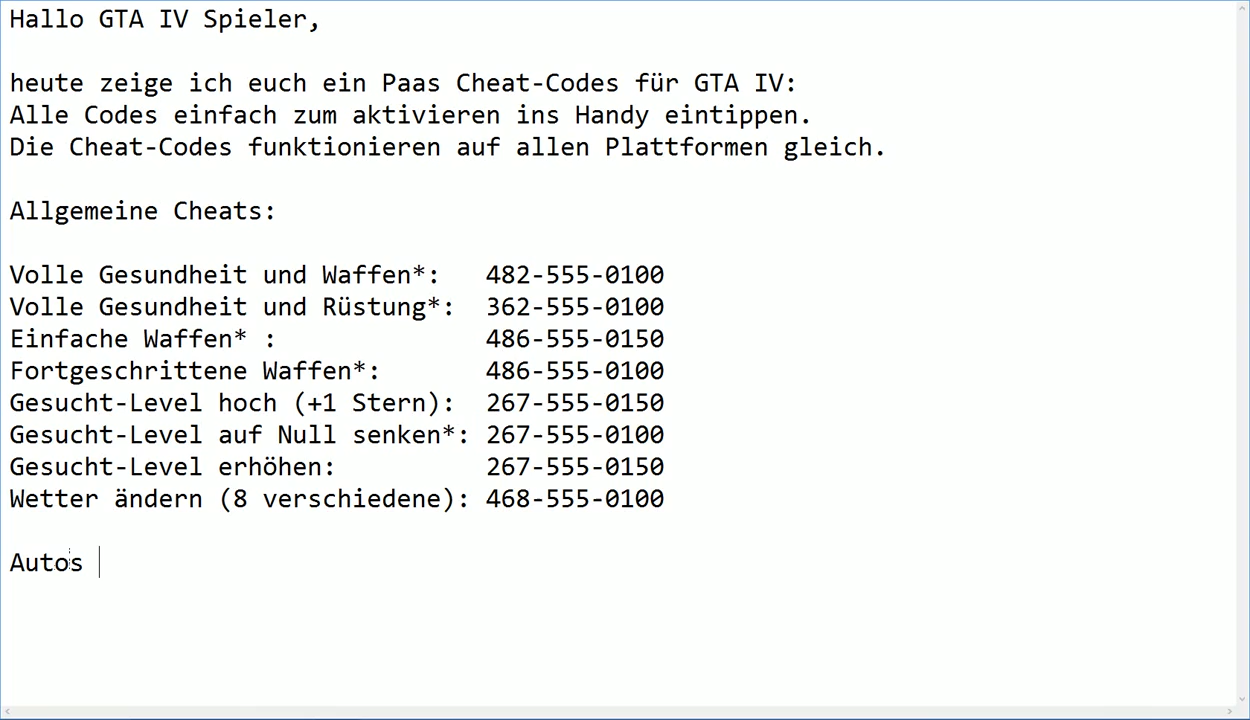 Hallo GTA IV Spieler,
heute zeige ich euch ein Paas Cheat-Codes für GTA IV:
Alle Codes einfach zum aktivieren ins Handy eintippen.
Die Cheat-Codes funktionieren auf allen Plattformen gleich.
Allgemeine Cheats:
Volle Gesundheit und Waffen*: 482-555-0100
Volle Gesundheit und Rüstung*: 362-555-0100
Einfache Waffen* : 486-555-0150
Fortgeschrittene Waffen*: 486-555-0100
Gesucht-Level hoch (+1 Stern): 267-555-0150
Gesucht-Level auf Null senken*: 267-555-0100
Gesucht-Level erhöhen: 267-555-0150
Wetter ändern (8 verschiedene): 468-555-0100
Autos